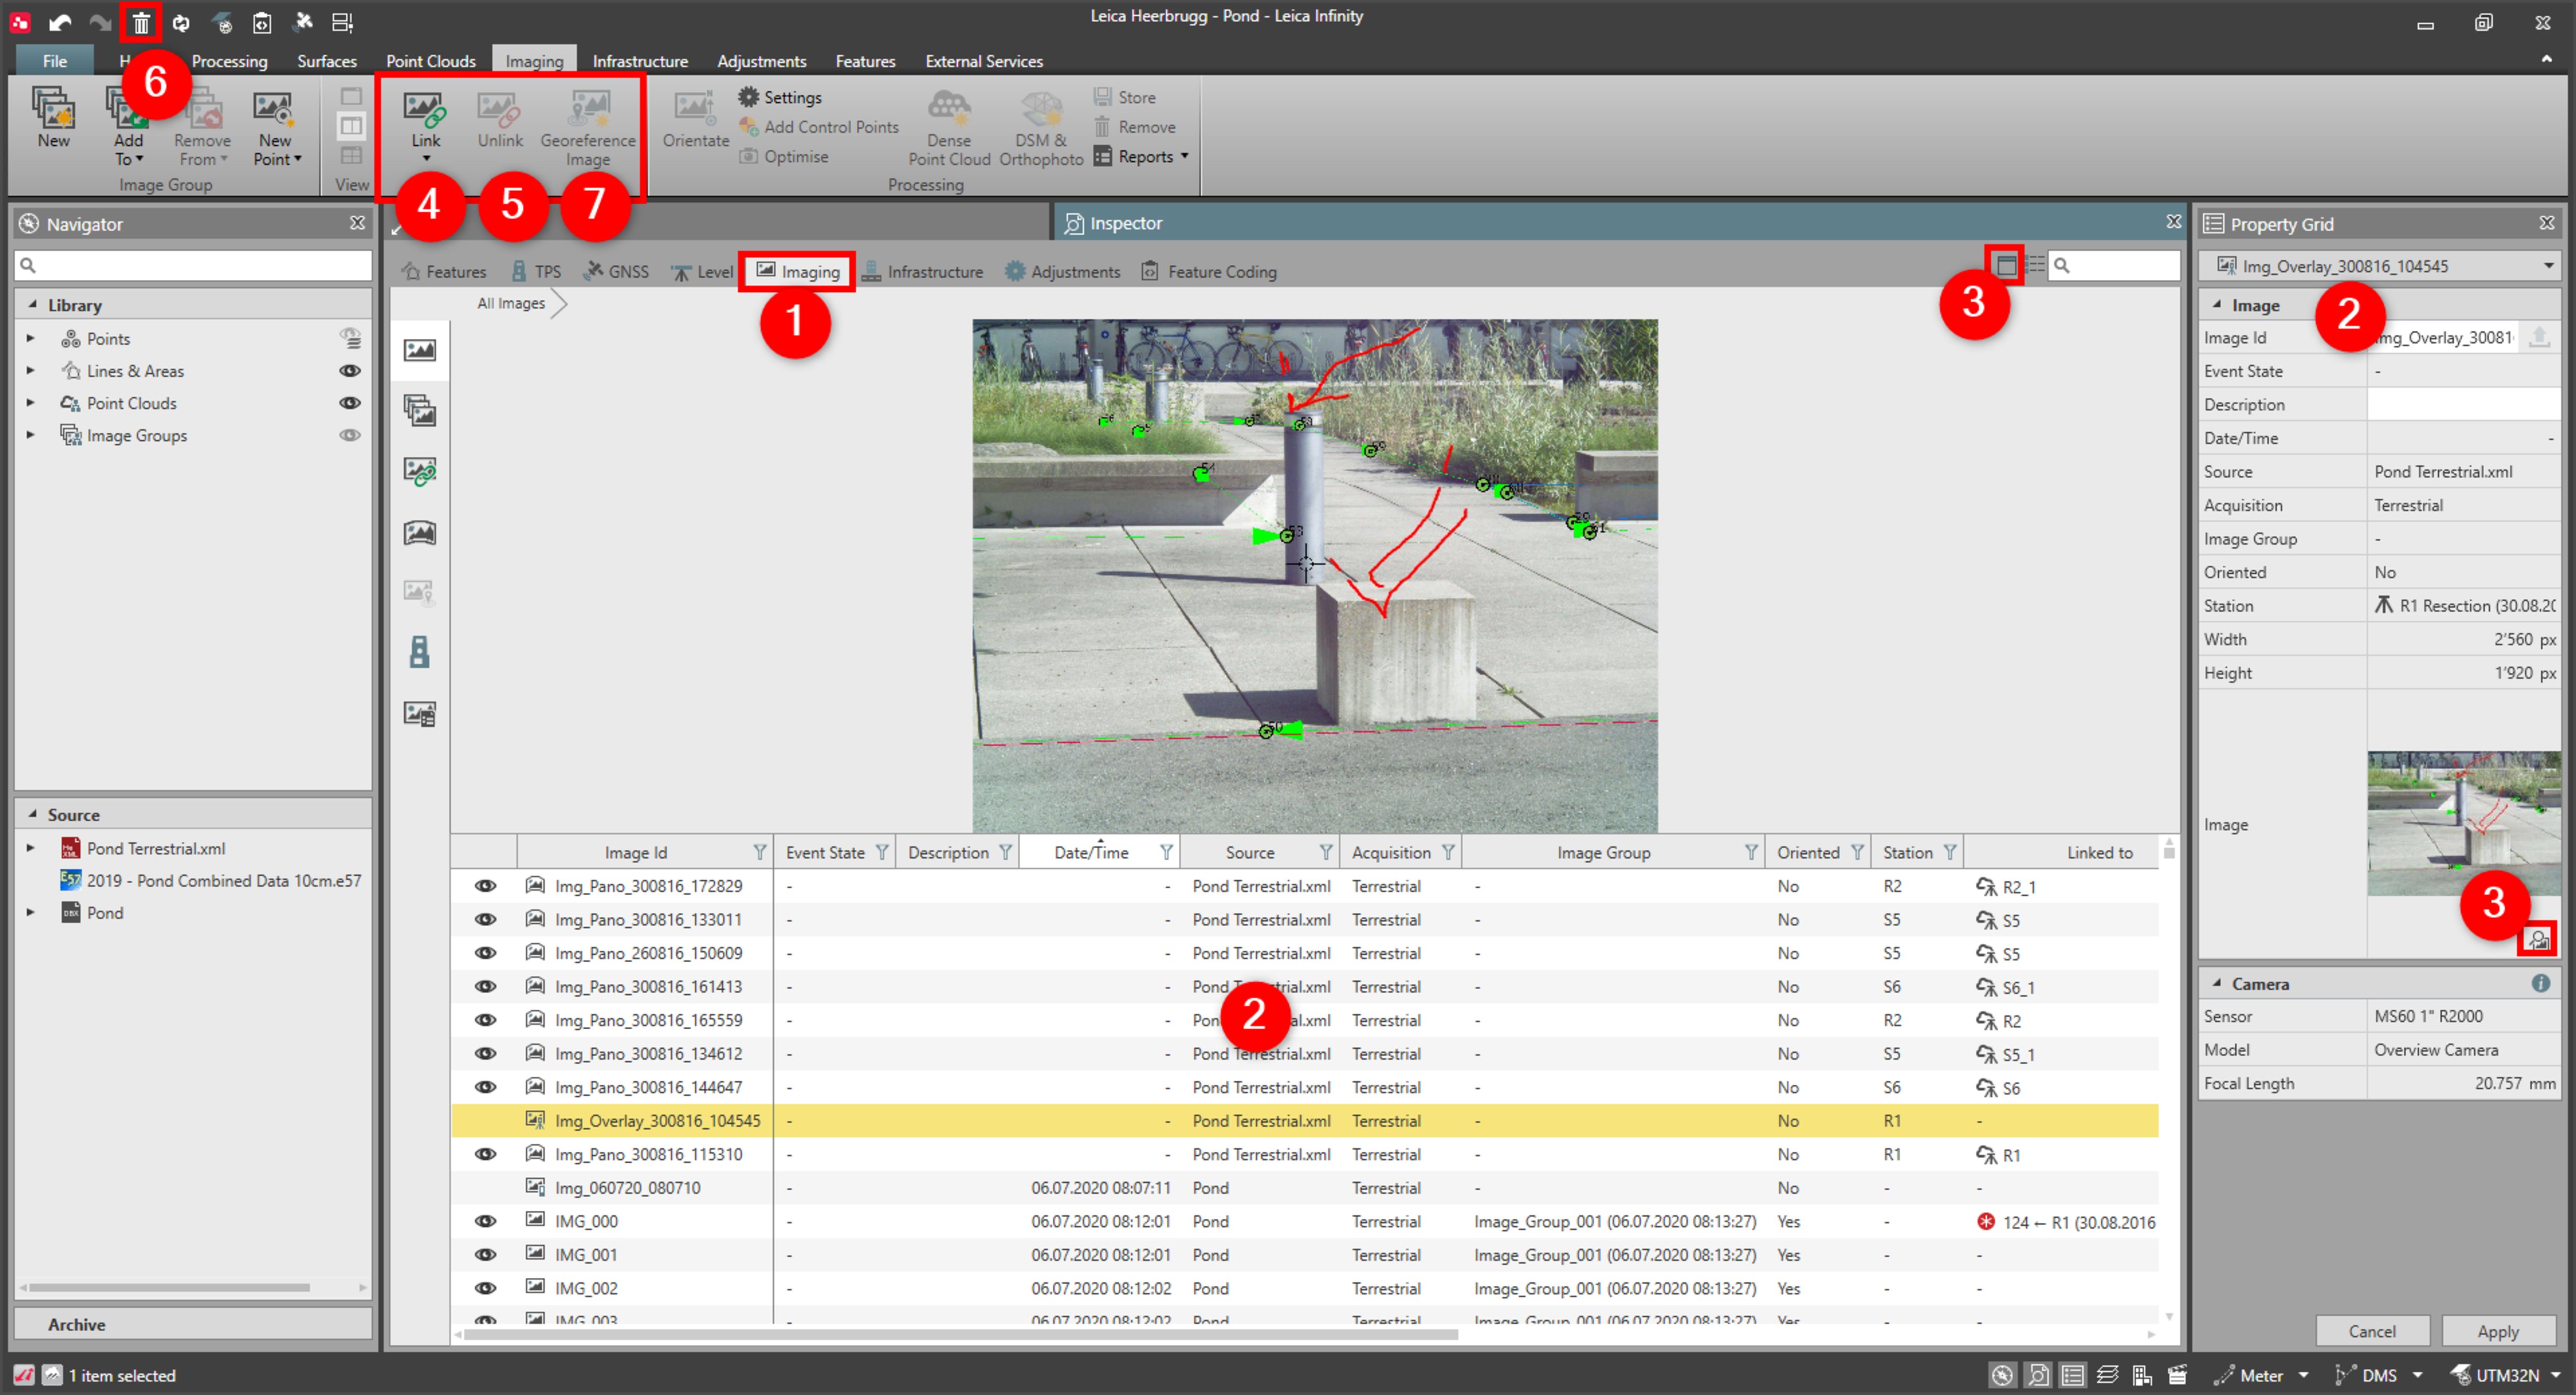 Leica Heerbrugg - Pond - Leica Infinity
File
Processing
Surfaces
Point Clouds
Imaging
Infrastructure
Adjustments
Features
External Services
6
New
Add To
Remove From
New Point
Image Group
View
Link
Unlink
Georeference Image
4
5
7
Orientate
Settings
Add Control Points
Optimise
Dense Point Cloud
DSM & Orthophoto
Store
Remove
Reports
Processing
Navigator
Library
Points
Lines & Areas
Point Clouds
Image Groups
Source
Pond Terrestrial.xml
2019 - Pond Combined Data 10cm.e57
Pond
Archive
Inspector
Features
TPS
GNSS
Level
Imaging
Infrastructure
Adjustments
Feature Coding
1
3
All Images
Image Id Event State Description Date/Time Source Acquisition Image Group Oriented Station Linked to
Img_Pano_300816_172829 - - Pond Terrestrial.xml Terrestrial - No R2 R2_1
Img_Pano_300816_133011 - - Pond Terrestrial.xml Terrestrial - No S5 S5
Img_Pano_260816_150609 - - Pond Terrestrial.xml Terrestrial - No S5 S5
Img_Pano_300816_161413 - - Pond trial.xml Terrestrial - No S6 S6_1
Img_Pano_300816_165559 - - Pon al.xml Terrestrial - No R2 R2
2
Img_Pano_300816_134612 - - Pond Terrestrial.xml Terrestrial - No S5 S5_1
Img_Pano_300816_144647 - - Pond Terrestrial.xml Terrestrial - No S6 S6
Img_Overlay_300816_104545 - - Pond Terrestrial.xml Terrestrial - No R1 -
Img_Pano_300816_115310 - - Pond Terrestrial.xml Terrestrial - No R1 R1
Img_060720_080710 - 06.07.2020 08:07:11 Pond Terrestrial - No - -
IMG_000 - 06.07.2020 08:12:01 Pond Terrestrial Image_Group_001 (06.07.2020 08:13:27) Yes - 124 ← R1 (30.08.2016
IMG_001 - 06.07.2020 08:12:01 Pond Terrestrial Image_Group_001 (06.07.2020 08:13:27) Yes - -
IMG_002 - 06.07.2020 08:12:02 Pond Terrestrial Image_Group_001 (06.07.2020 08:13:27) Yes - -
IMG_003 - 06.07.2020 08:12:02 Pond Terrestrial Image_Group_001 (06.07.2020 08:13:27) Yes - -
Property Grid
Img_Overlay_300816_104545
2
Image
Image Id mg_Overlay_30081
Event State -
Description
Date/Time -
Source Pond Terrestrial.xml
Acquisition Terrestrial
Image Group -
Oriented No
Station R1 Resection (30.08.20
Width 2'560 px
Height 1'920 px
Image
3
Camera
Sensor MS60 1" R2000
Model Overview Camera
Focal Length 20.757 mm
Cancel
Apply
1 item selected
Meter
DMS
UTM32N